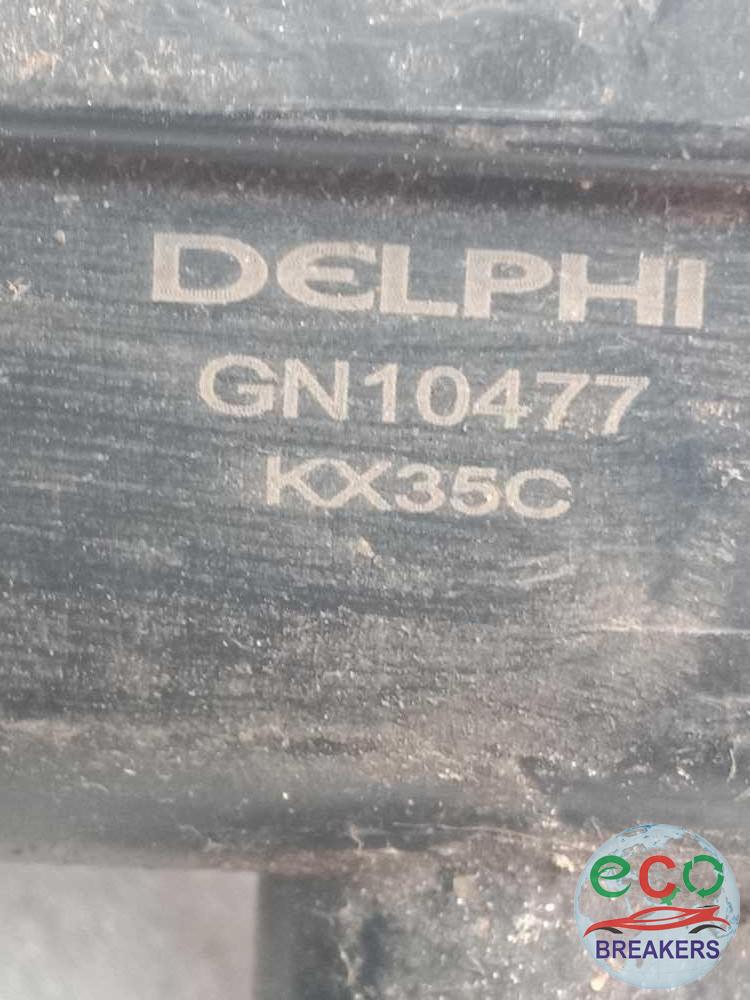 DELPHI
GN10477
KX35C
eco
BREAKERS